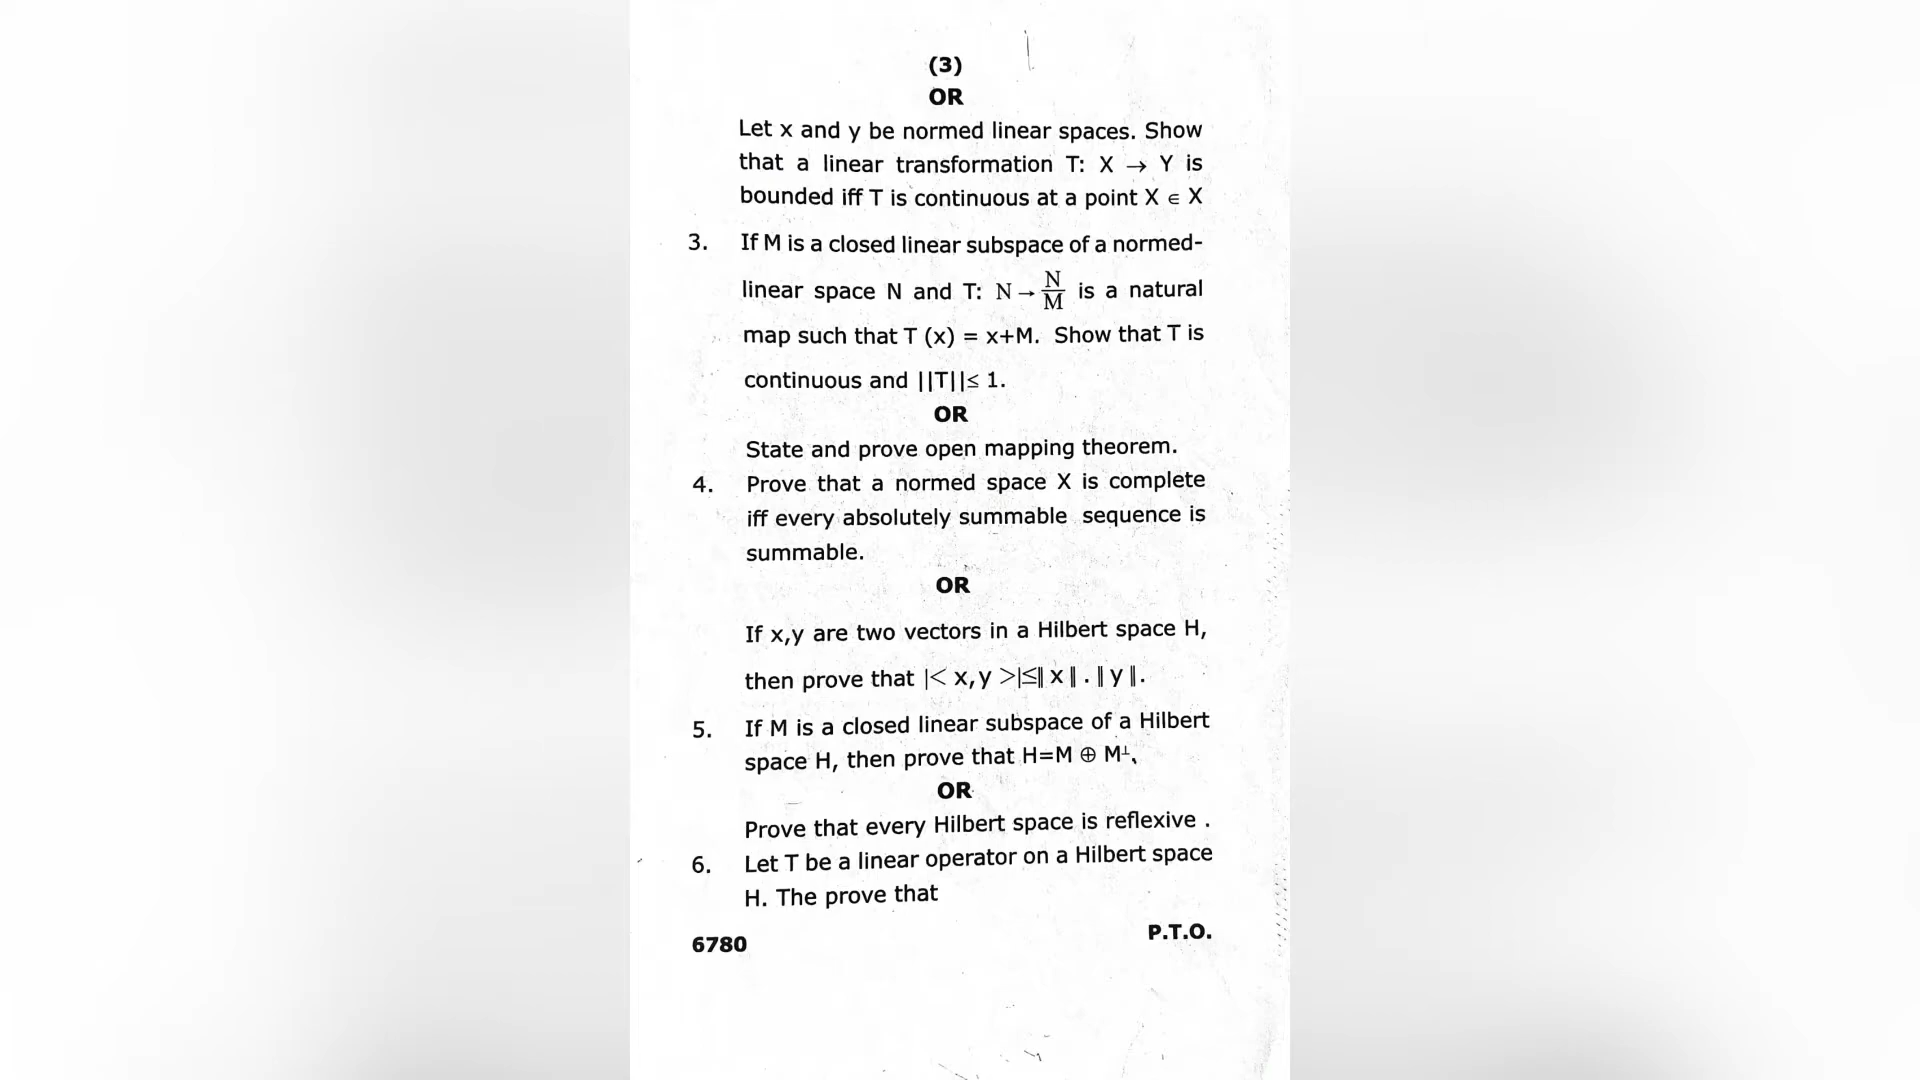 (3)
OR
Let x and y be normed linear spaces. Show
that a linear transformation T: X → Y is
bounded iff T is continuous at a point X ∈ X
3. If M is a closed linear subspace of a normed-
linear space N and T: N → N/M is a natural
map such that T (x) = x+M. Show that T is
continuous and ||T||≤ 1.
OR
State and prove open mapping theorem.
4. Prove that a normed space X is complete
iff every absolutely summable sequence is
summable.
OR
If x,y are two vectors in a Hilbert space H,
then prove that |< x,y >|≤‖ x ‖ . ‖ y ‖.
5. If M is a closed linear subspace of a Hilbert
space H, then prove that H=M ⊕ M⊥.
OR
Prove that every Hilbert space is reflexive .
6. Let T be a linear operator on a Hilbert space
H. The prove that
6780 P.T.O.